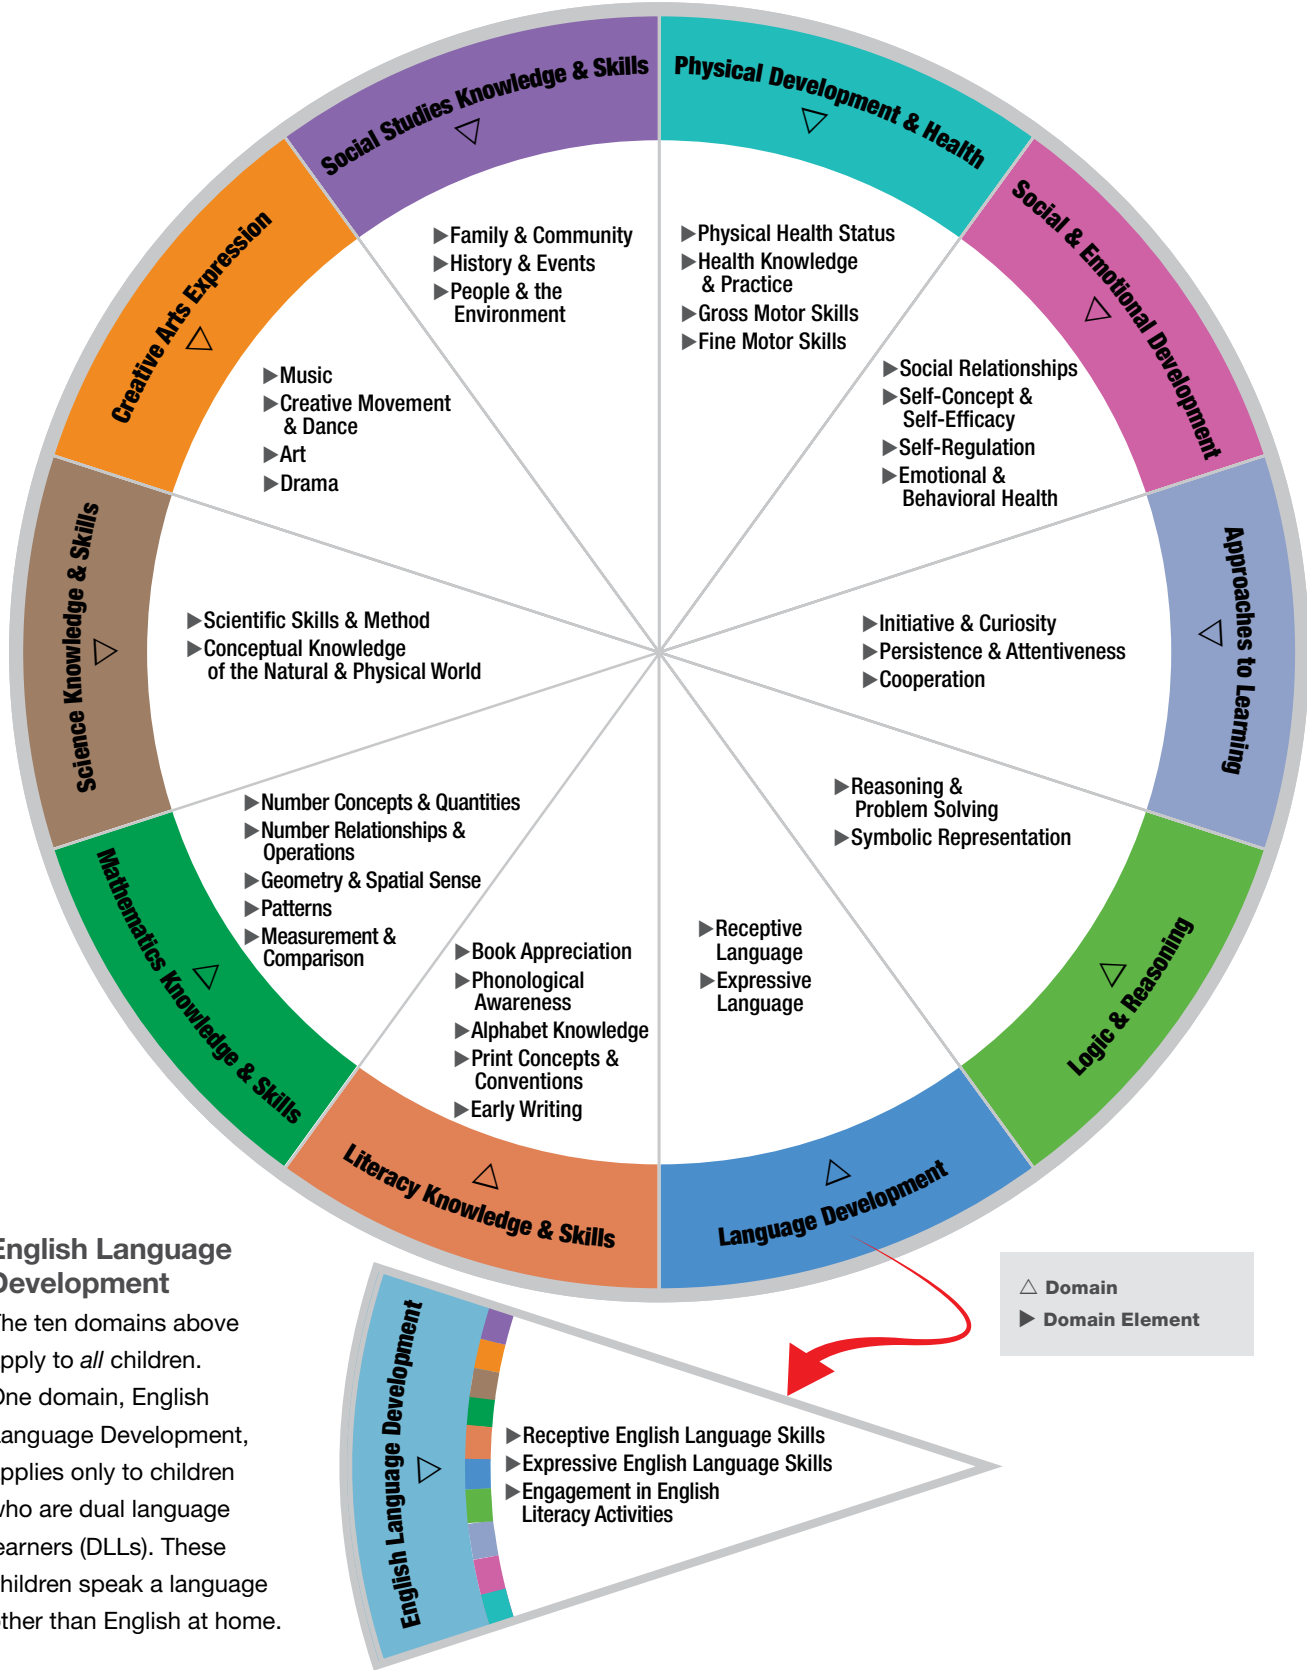 Social Studies Knowledge & Skills
Physical Development & Health
Social & Emotional Development
Approaches to Learning
Logic & Reasoning
Language Development
Literacy Knowledge & Skills
Mathematics Knowledge & Skills
Science Knowledge & Skills
Creative Arts Expression
▶Family & Community
▶History & Events
▶People & the
Environment
▶Physical Health Status
▶Health Knowledge
& Practice
▶Gross Motor Skills
▶Fine Motor Skills
▶Social Relationships
▶Self-Concept &
Self-Efficacy
▶Self-Regulation
▶Emotional &
Behavioral Health
▶Initiative & Curiosity
▶Persistence & Attentiveness
▶Cooperation
▶Reasoning &
Problem Solving
▶Symbolic Representation
▶Receptive
Language
▶Expressive
Language
▶Book Appreciation
▶Phonological
Awareness
▶Alphabet Knowledge
▶Print Concepts &
Conventions
▶Early Writing
▶Number Concepts & Quantities
▶Number Relationships &
Operations
▶Geometry & Spatial Sense
▶Patterns
▶Measurement &
Comparison
▶Scientific Skills & Method
▶Conceptual Knowledge
of the Natural & Physical World
▶Music
▶Creative Movement
& Dance
▶Art
▶Drama
English Language
Development
The ten domains above
pply to all children.
One domain, English
anguage Development,
pplies only to children
who are dual language
earners (DLLs). These
hildren speak a language
other than English at home.
English Language Development
▶Receptive English Language Skills
▶Expressive English Language Skills
▶Engagement in English
Literacy Activities
△ Domain
▶ Domain Element